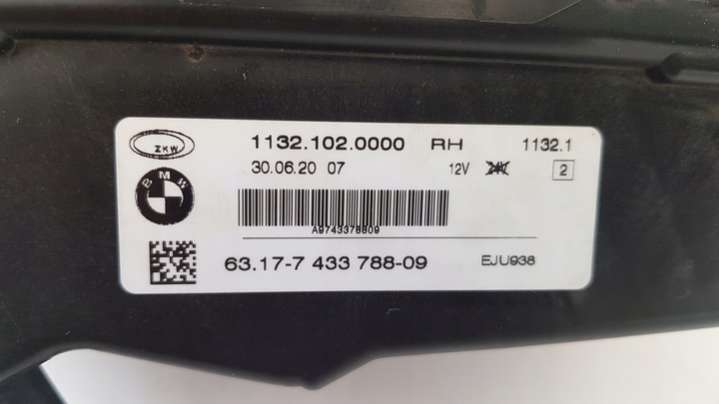 ZKW
1132.102.0000 RH 1132.1
30.06.20 07 12V 24V 2
BMW
A9743378809
63.17-7 433 788-09 EJU938